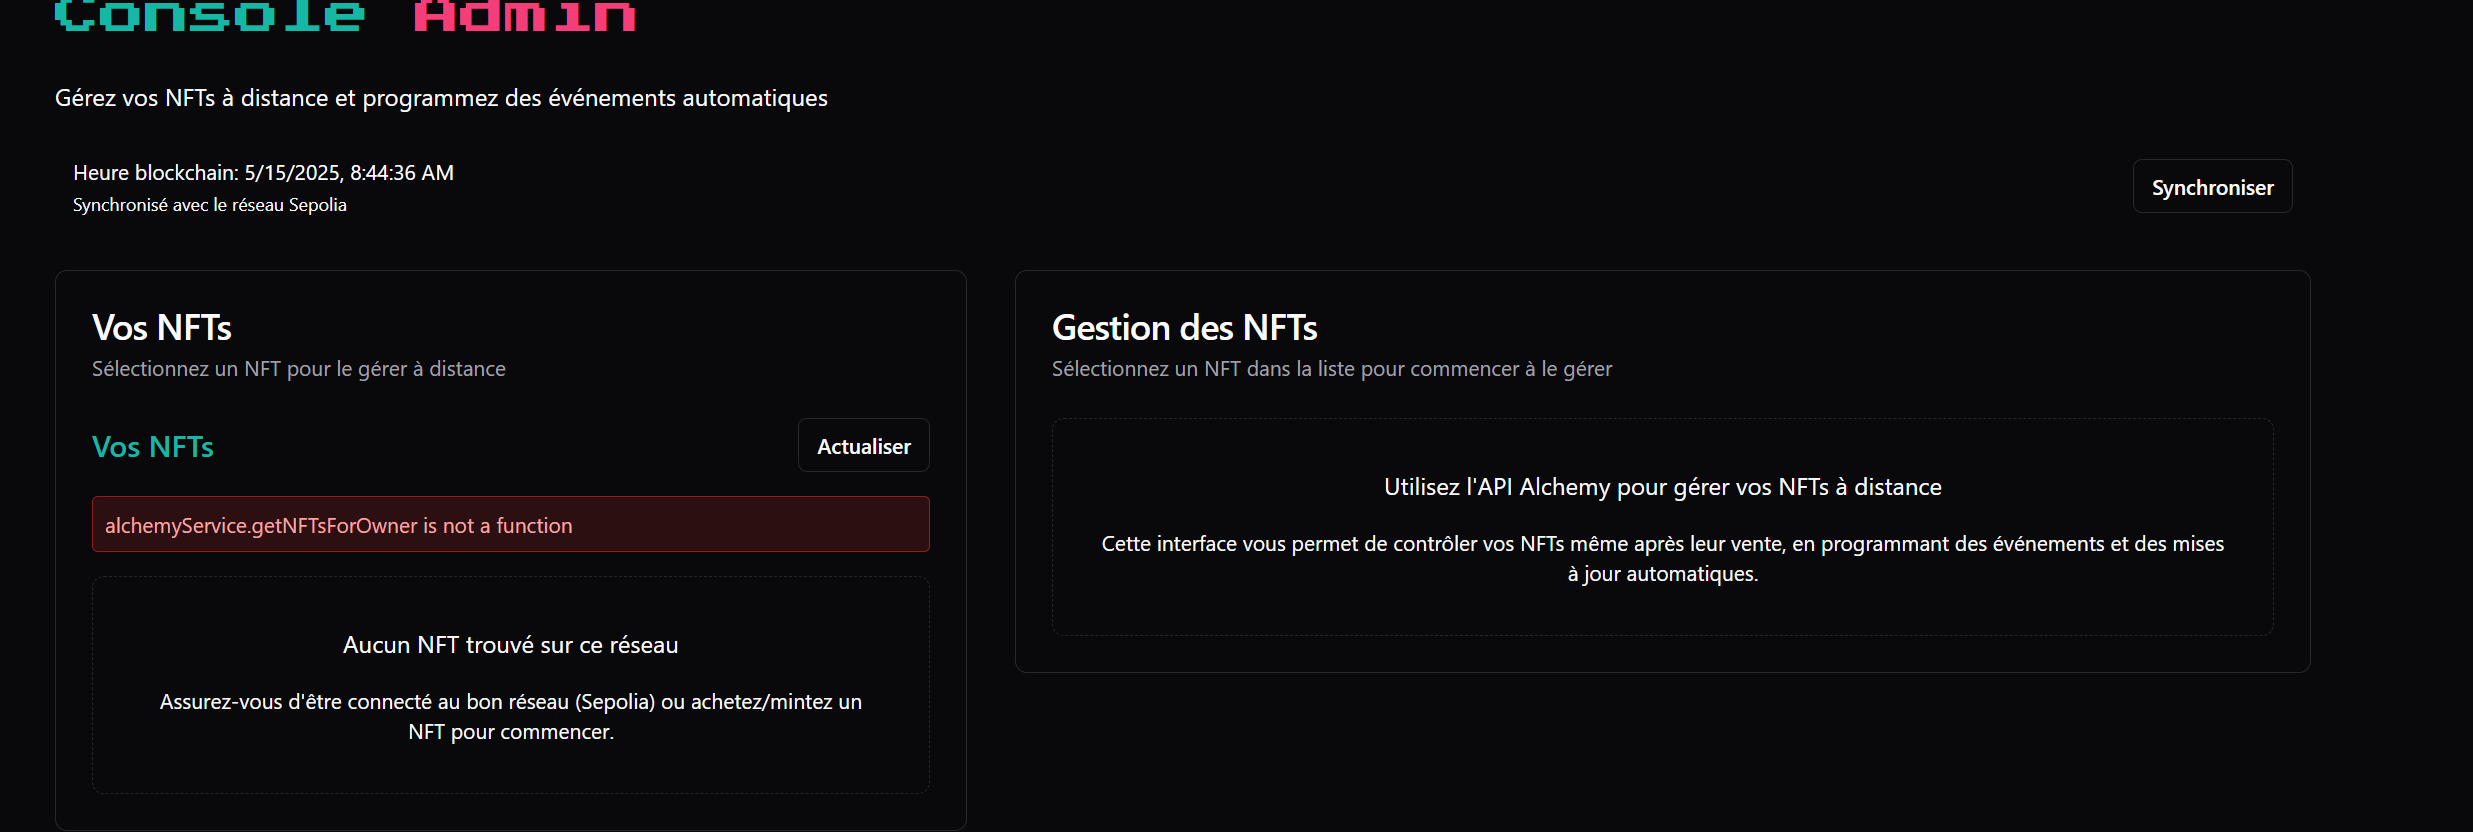 Console Admin
Gérez vos NFTs à distance et programmez des événements automatiques
Heure blockchain: 5/15/2025, 8:44:36 AM
Synchronisé avec le réseau Sepolia
Synchroniser
Vos NFTs
Sélectionnez un NFT pour le gérer à distance
Vos NFTs
Actualiser
alchemyService.getNFTsForOwner is not a function
Aucun NFT trouvé sur ce réseau
Assurez-vous d'être connecté au bon réseau (Sepolia) ou achetez/mintez un
NFT pour commencer.
Gestion des NFTs
Sélectionnez un NFT dans la liste pour commencer à le gérer
Utilisez l'API Alchemy pour gérer vos NFTs à distance
Cette interface vous permet de contrôler vos NFTs même après leur vente, en programmant des événements et des mises
à jour automatiques.